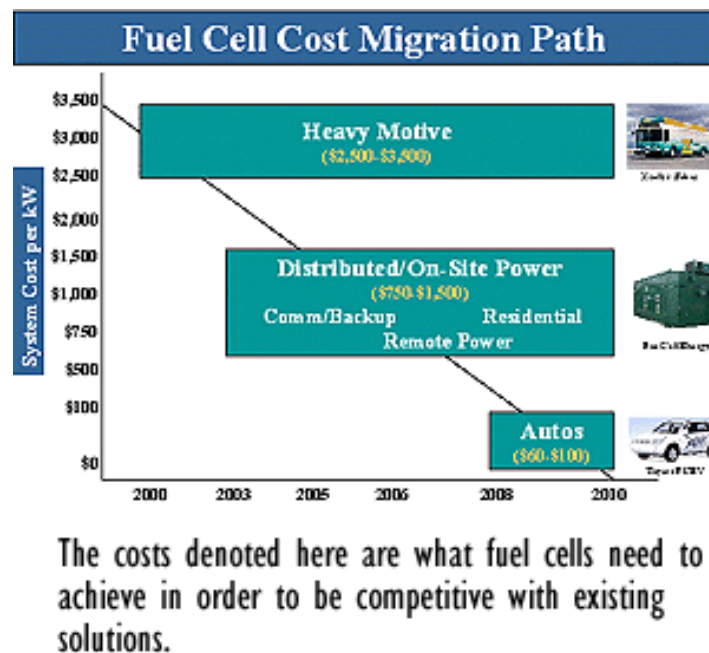 Fuel Cell Cost Migration Path
System Cost per kW
$3,500
$3,000
$2,500
$2,000
$1,500
$1,000
$750
$500
$100
$0
Heavy Motive
($2,500-$3,500)
Distributed/On-Site Power
($750-$1,500)
Comm/Backup Residential
Remote Power
Autos
($60-$100)
2000 2003 2005 2006 2008 2010
The costs denoted here are what fuel cells need to
achieve in order to be competitive with existing
solutions.